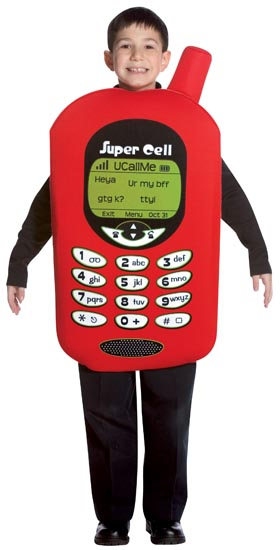 Super Cell
UCallMe
Heya Ur my bff
gtg k? ttyl
Exit Menu Oct 31
1 2 abc 3 def
4 ghi 5 jkl 6 mno
7 pqrs 8 tuv 9 wxyz
* 0 + #